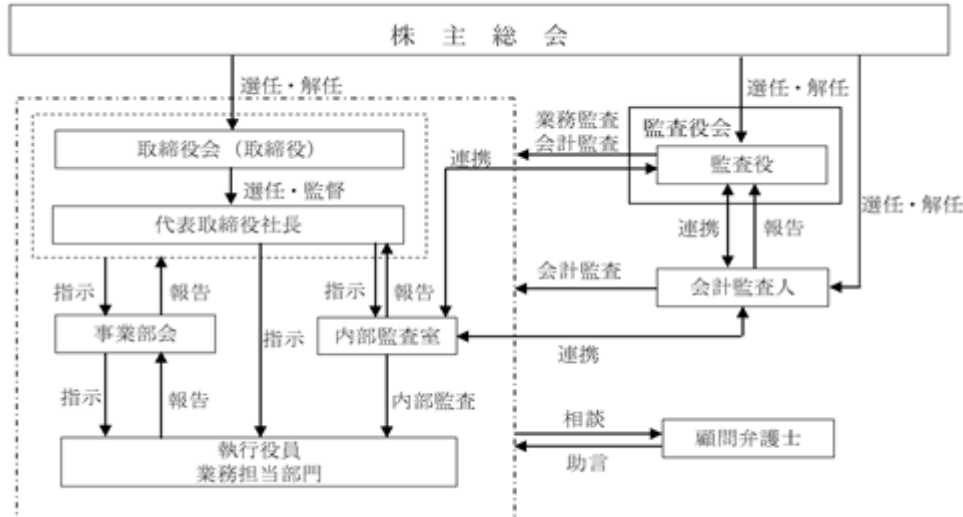 株 主 総 会
選任・解任
選任・解任
選任・解任
取締役会（取締役）
選任・監督
代表取締役社長
業務監査
会計監査
監査役会
監査役
連携
連携
報告
会計監査
会計監査人
指示
報告
指示
報告
指示
事業部会
内部監査室
連携
指示
報告
内部監査
執行役員
業務担当部門
相談
助言
顧問弁護士